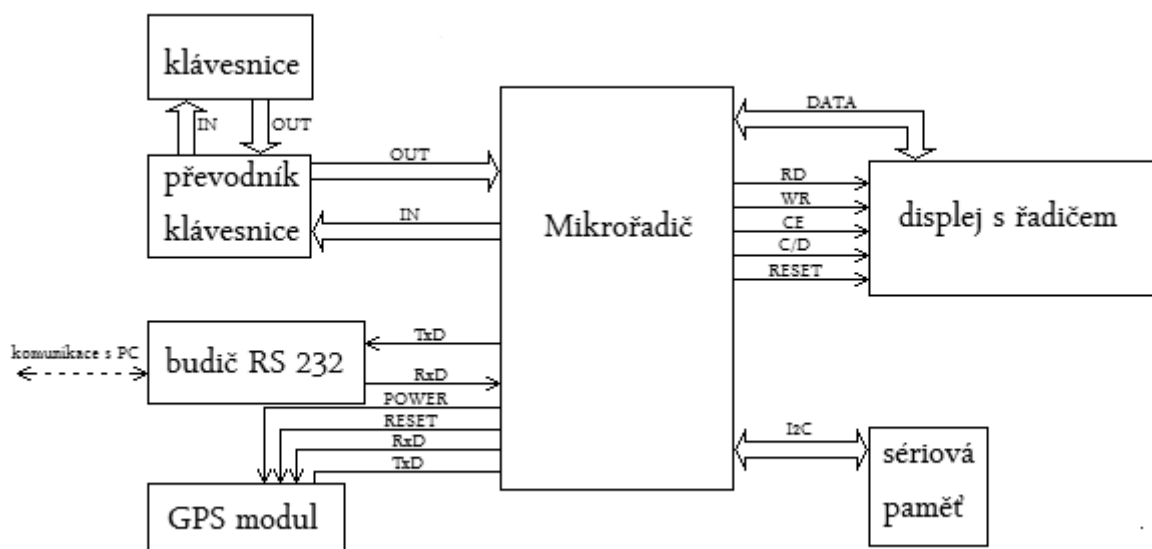 klávesnice
IN
OUT
převodník
klávesnice
OUT
IN
Mikrořadič
DATA
RD
WR
CE
C/D
RESET
displej s řadičem
komunikace s PC
budič RS 232
TxD
RxD
POWER
RESET
RxD
TxD
GPS modul
I2C
sériová
paměť